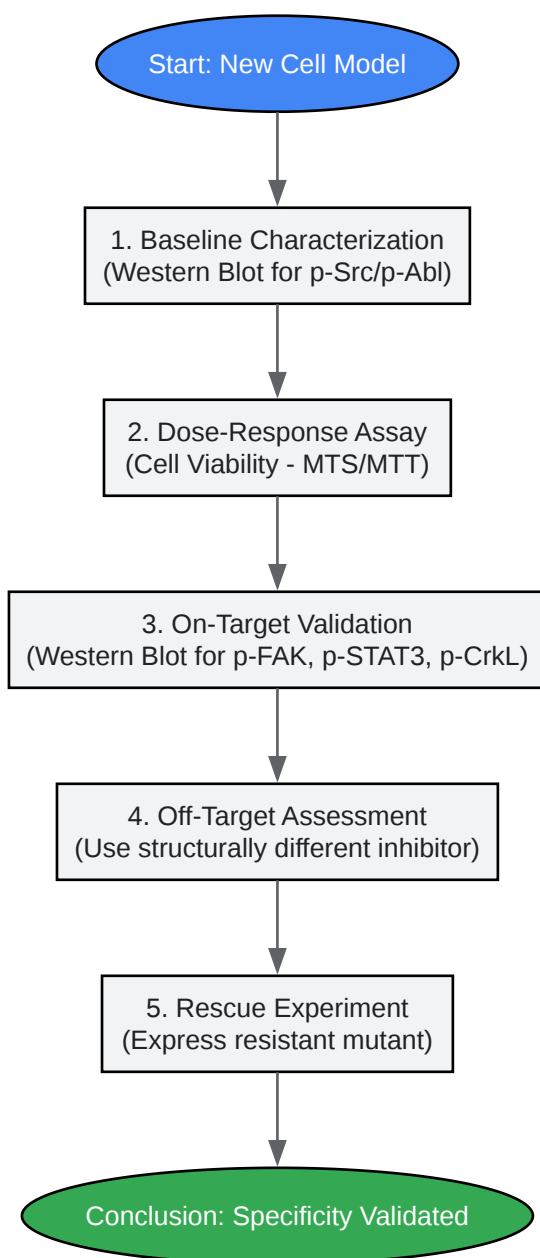 Start: New Cell Model
1. Baseline Characterization
(Western Blot for p-Src/p-Abl)
2. Dose-Response Assay
(Cell Viability - MTS/MTT)
3. On-Target Validation
(Western Blot for p-FAK, p-STAT3, p-CrkL)
4. Off-Target Assessment
(Use structurally different inhibitor)
5. Rescue Experiment
(Express resistant mutant)
Conclusion: Specificity Validated